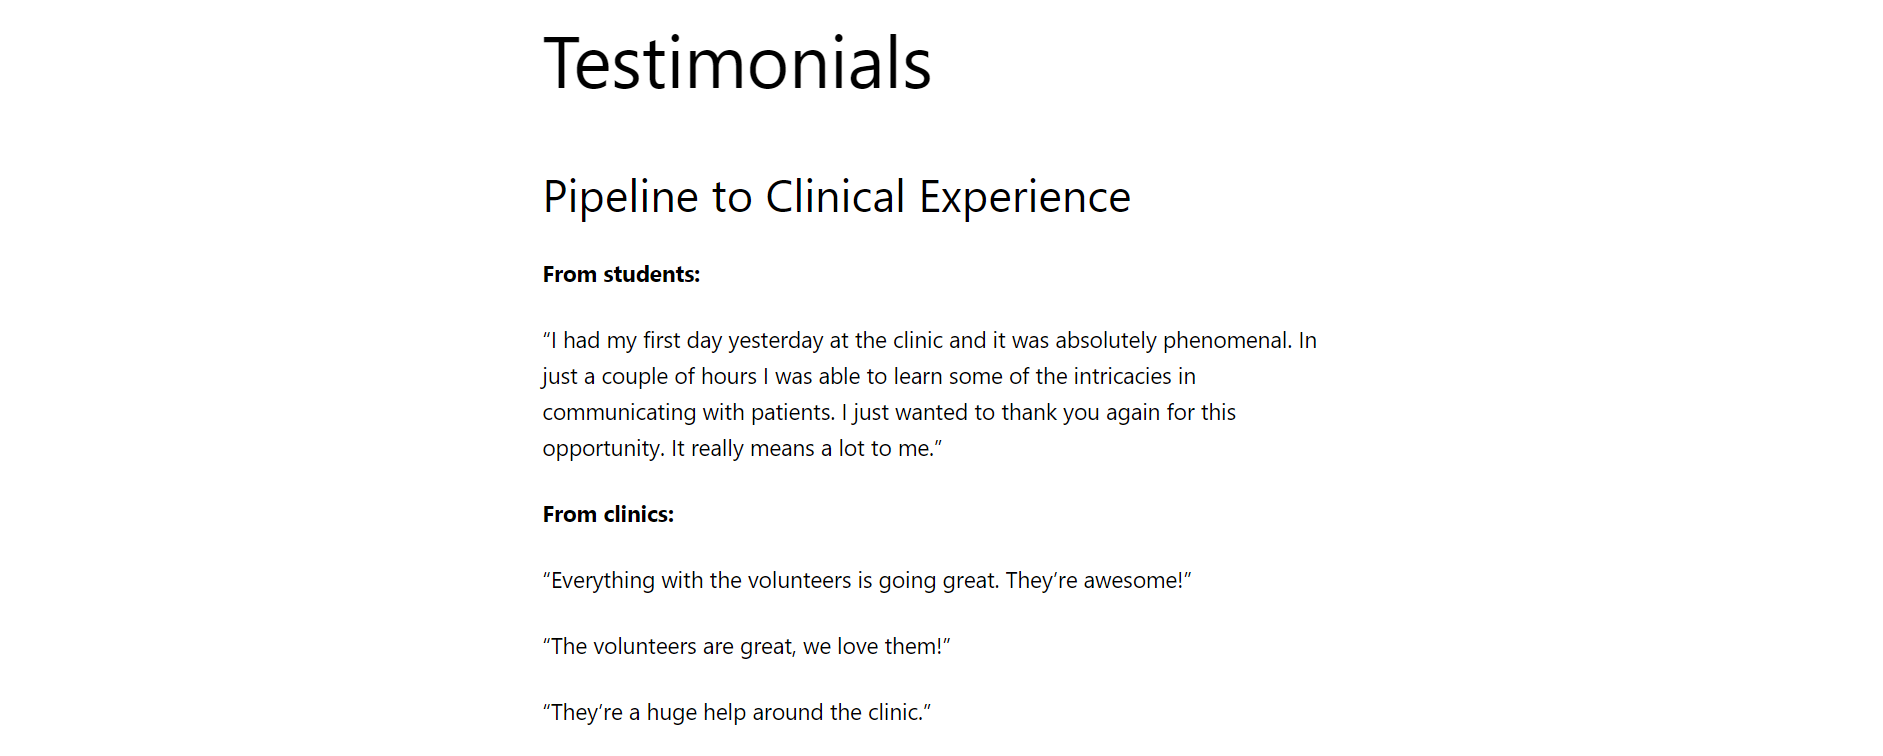 Testimonials
Pipeline to Clinical Experience
From students:
“I had my first day yesterday at the clinic and it was absolutely phenomenal. In
just a couple of hours I was able to learn some of the intricacies in
communicating with patients. I just wanted to thank you again for this
opportunity. It really means a lot to me.”
From clinics:
“Everything with the volunteers is going great. They’re awesome!”
“The volunteers are great, we love them!”
“They’re a huge help around the clinic.”